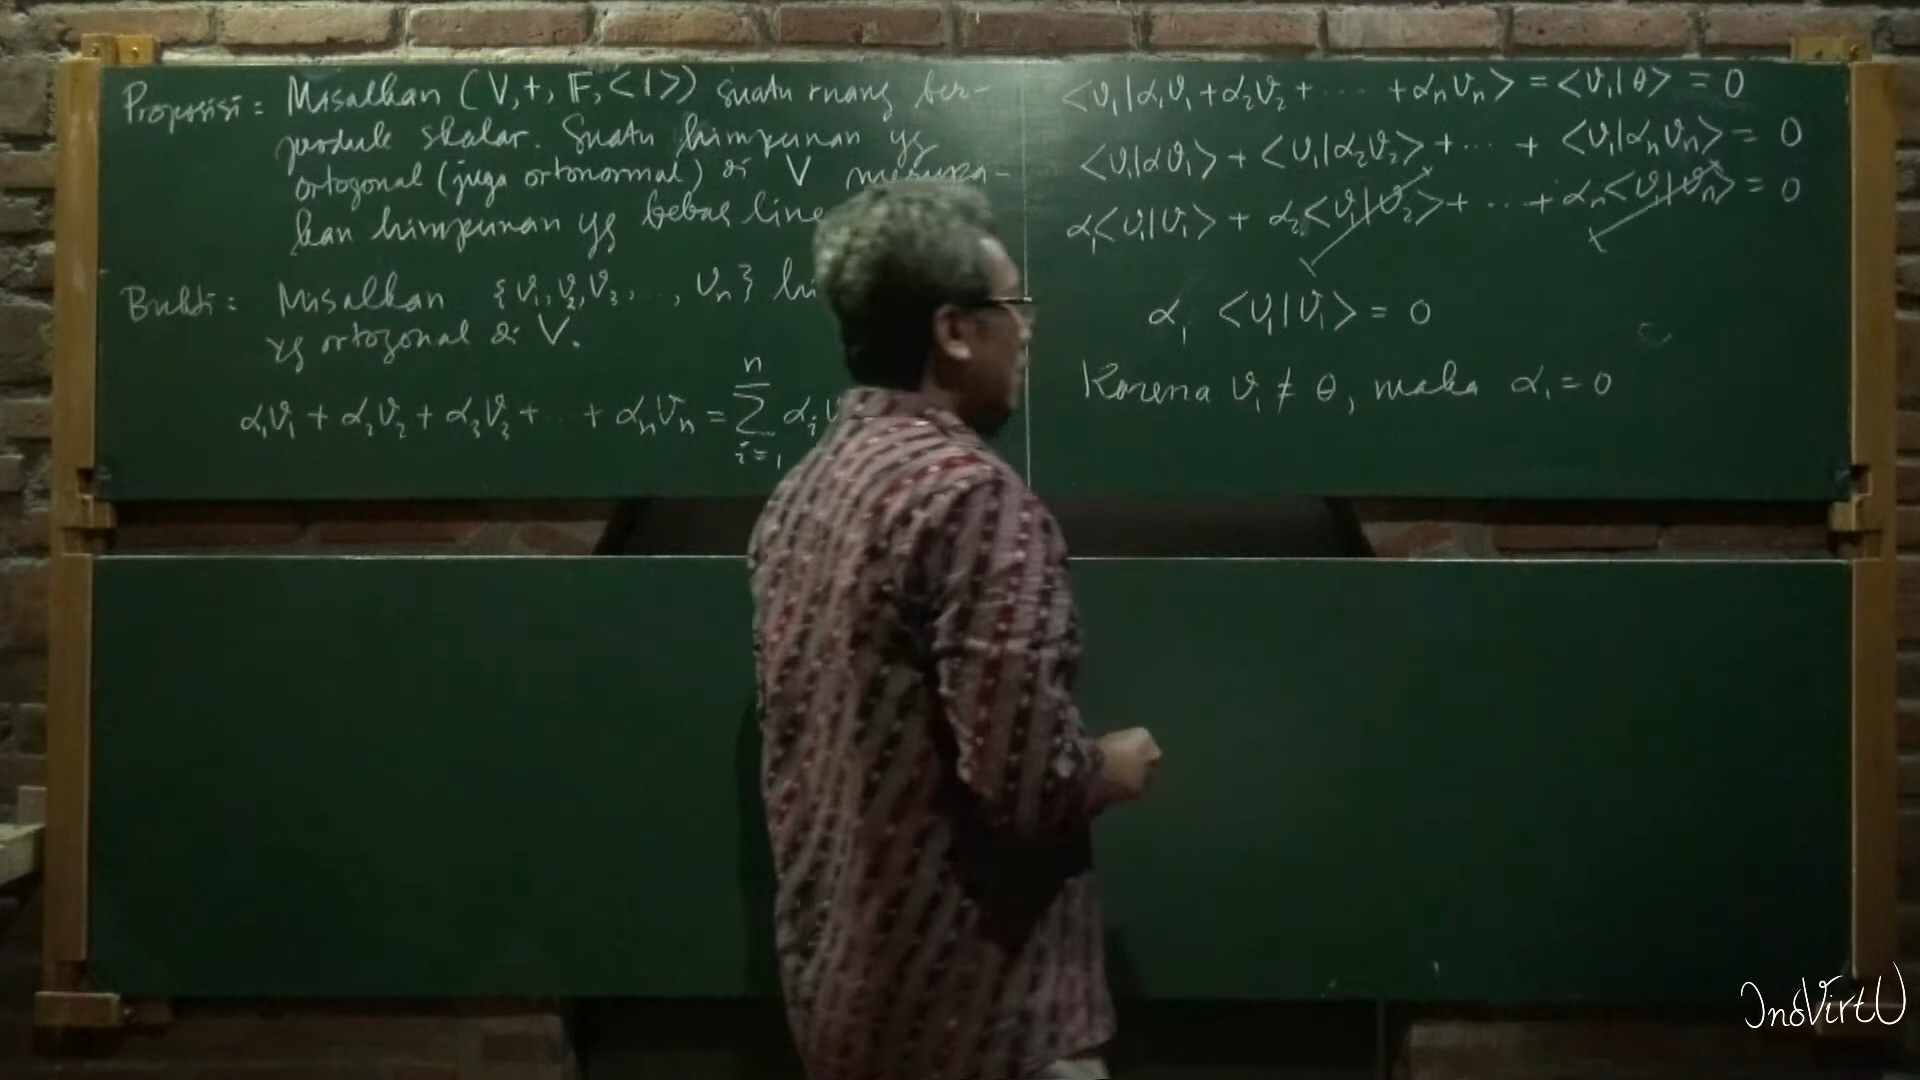 Proposisi : Misalkan (V, +, 𝔽, <|>) suatu ruang ber-
produk skalar. Suatu himpunan yg
ortogonal (juga ortonormal) di V merupa-
kan himpunan yg bebas
Bukti : Misalkan {v₁, v₂, v₃, ..., vₙ}
yg ortogonal di V.
α₁v₁ + α₂v₂ + α₃v₃ + ... + αₙvₙ = Σ_{i=1}^{n} αᵢ
<v₁|α₁v₁ + α₂v₂ + ... + αₙvₙ> = <v₁|θ> = 0
<v₁|αv₁> + <v₁|α₂v₂> + ... + <v₁|αₙvₙ> = 0
α₁<v₁|v₁> + α₂<v₁|v₂> + ... + αₙ<v₁|vₙ> = 0
α₁ <v₁|v₁> = 0
Karena v₁ ≠ θ, maka α₁ = 0
InoVirtU